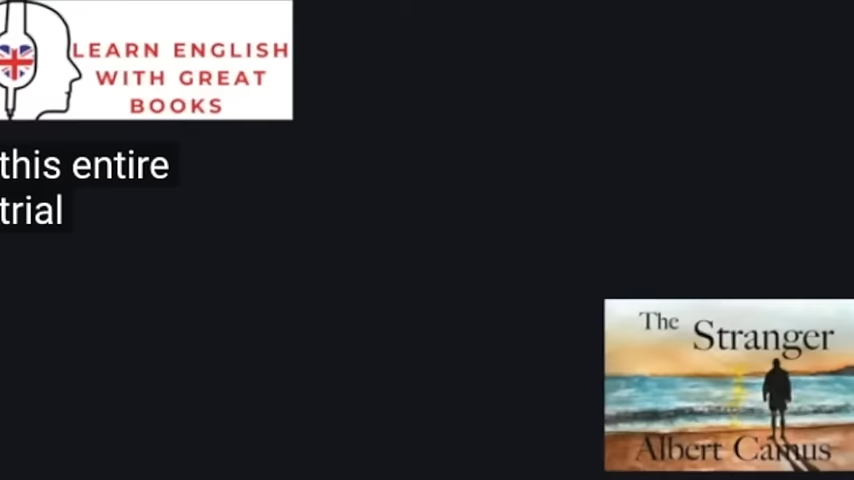 LEARN ENGLISH
WITH GREAT
BOOKS
this entire
trial
The Stranger
Albert Camus